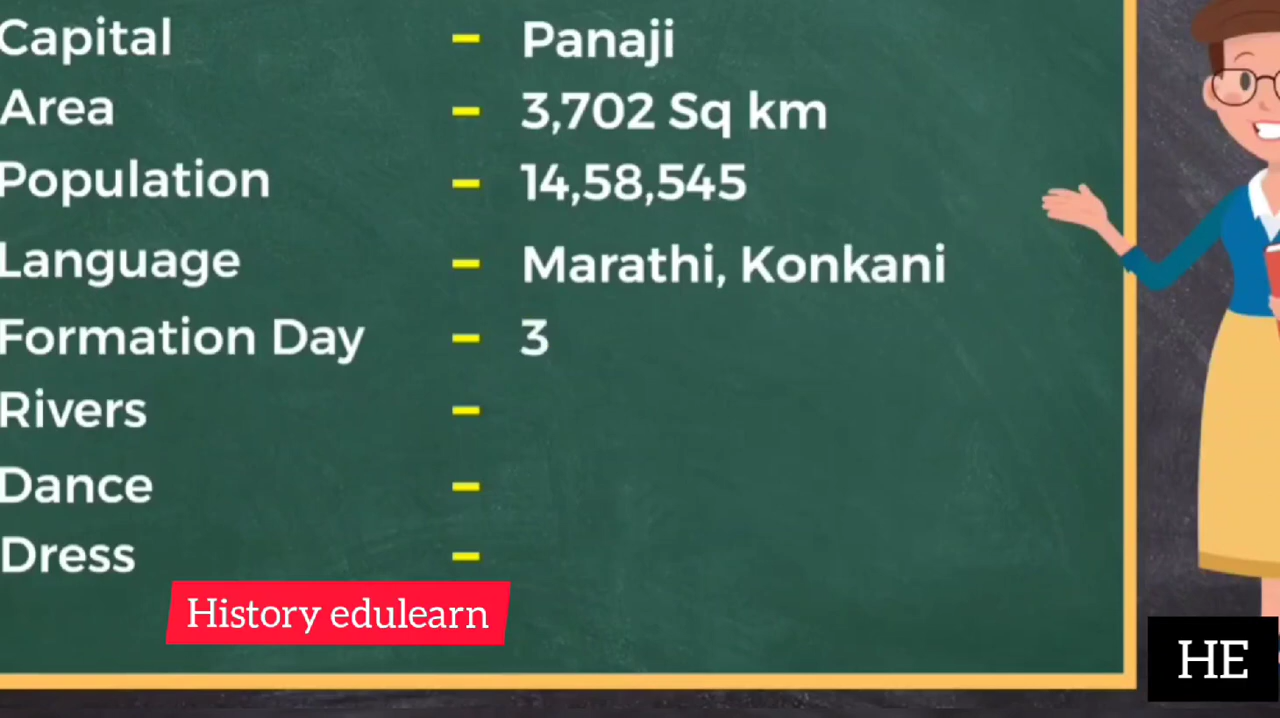 Capital - Panaji
Area - 3,702 Sq km
Population - 14,58,545
Language - Marathi, Konkani
Formation Day - 3
Rivers -
Dance -
Dress -
History edulearn
HE